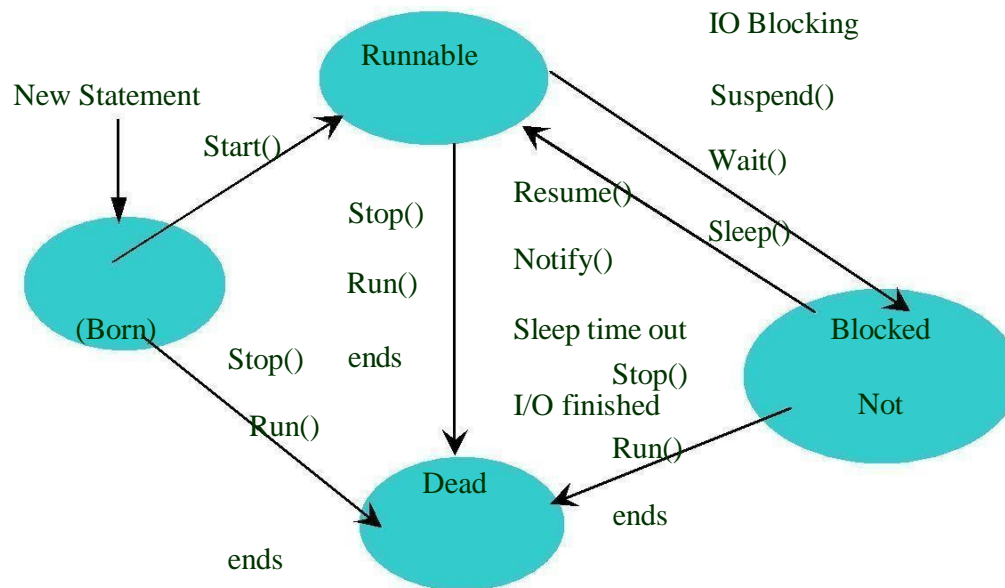 IO Blocking
Runnable
New Statement
Suspend()
Start()
Wait()
Resume()
Stop()
Sleep()
Notify()
Run()
(Born)
Sleep time out
Blocked
Stop()
ends
Stop()
I/O finished
Not
Run()
Run()
Dead
ends
ends